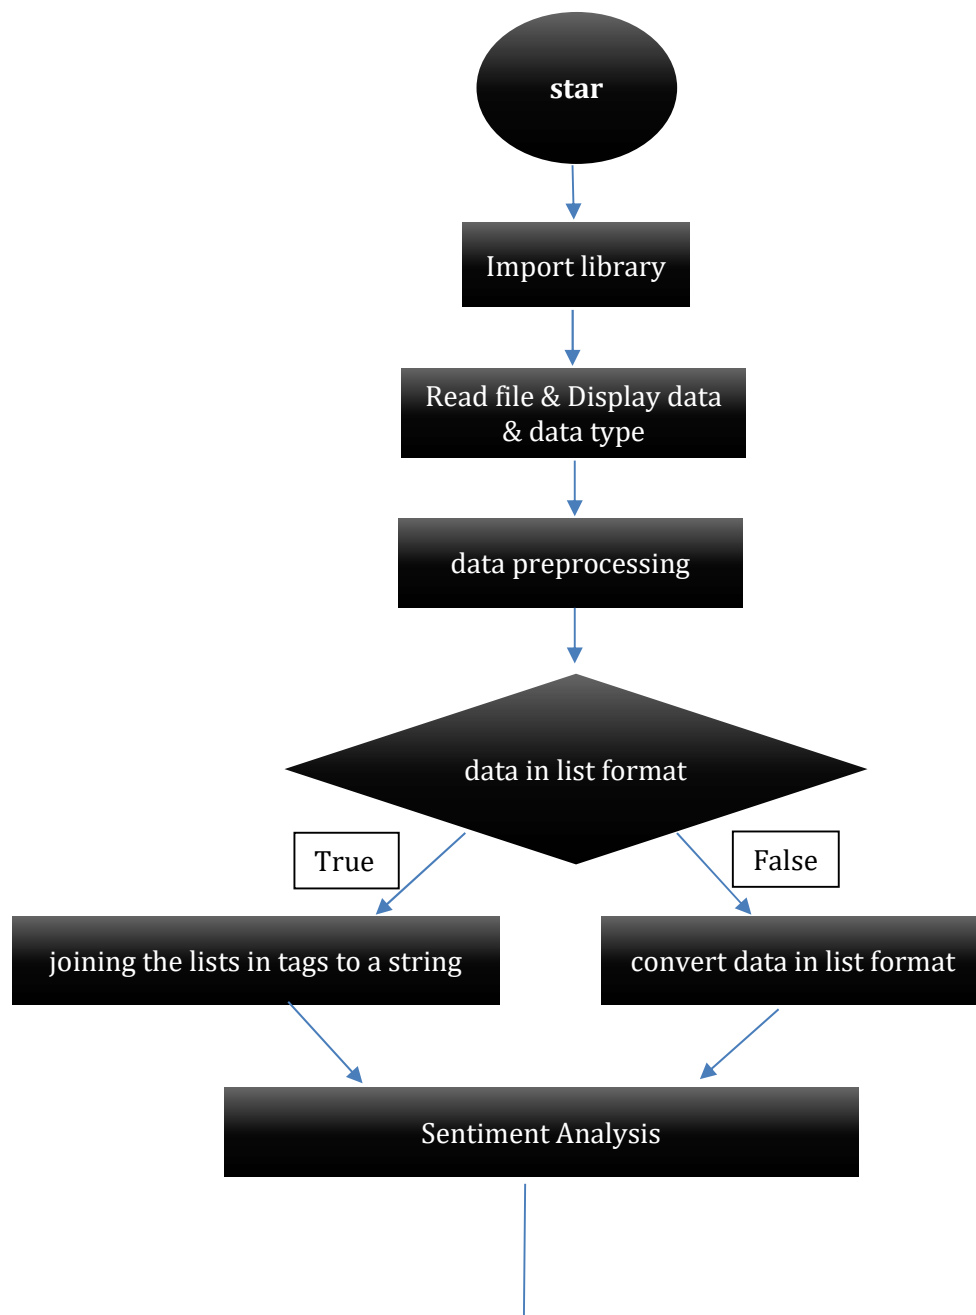 star
Import library
Read file & Display data
& data type
data preprocessing
data in list format
True
False
joining the lists in tags to a string
convert data in list format
Sentiment Analysis